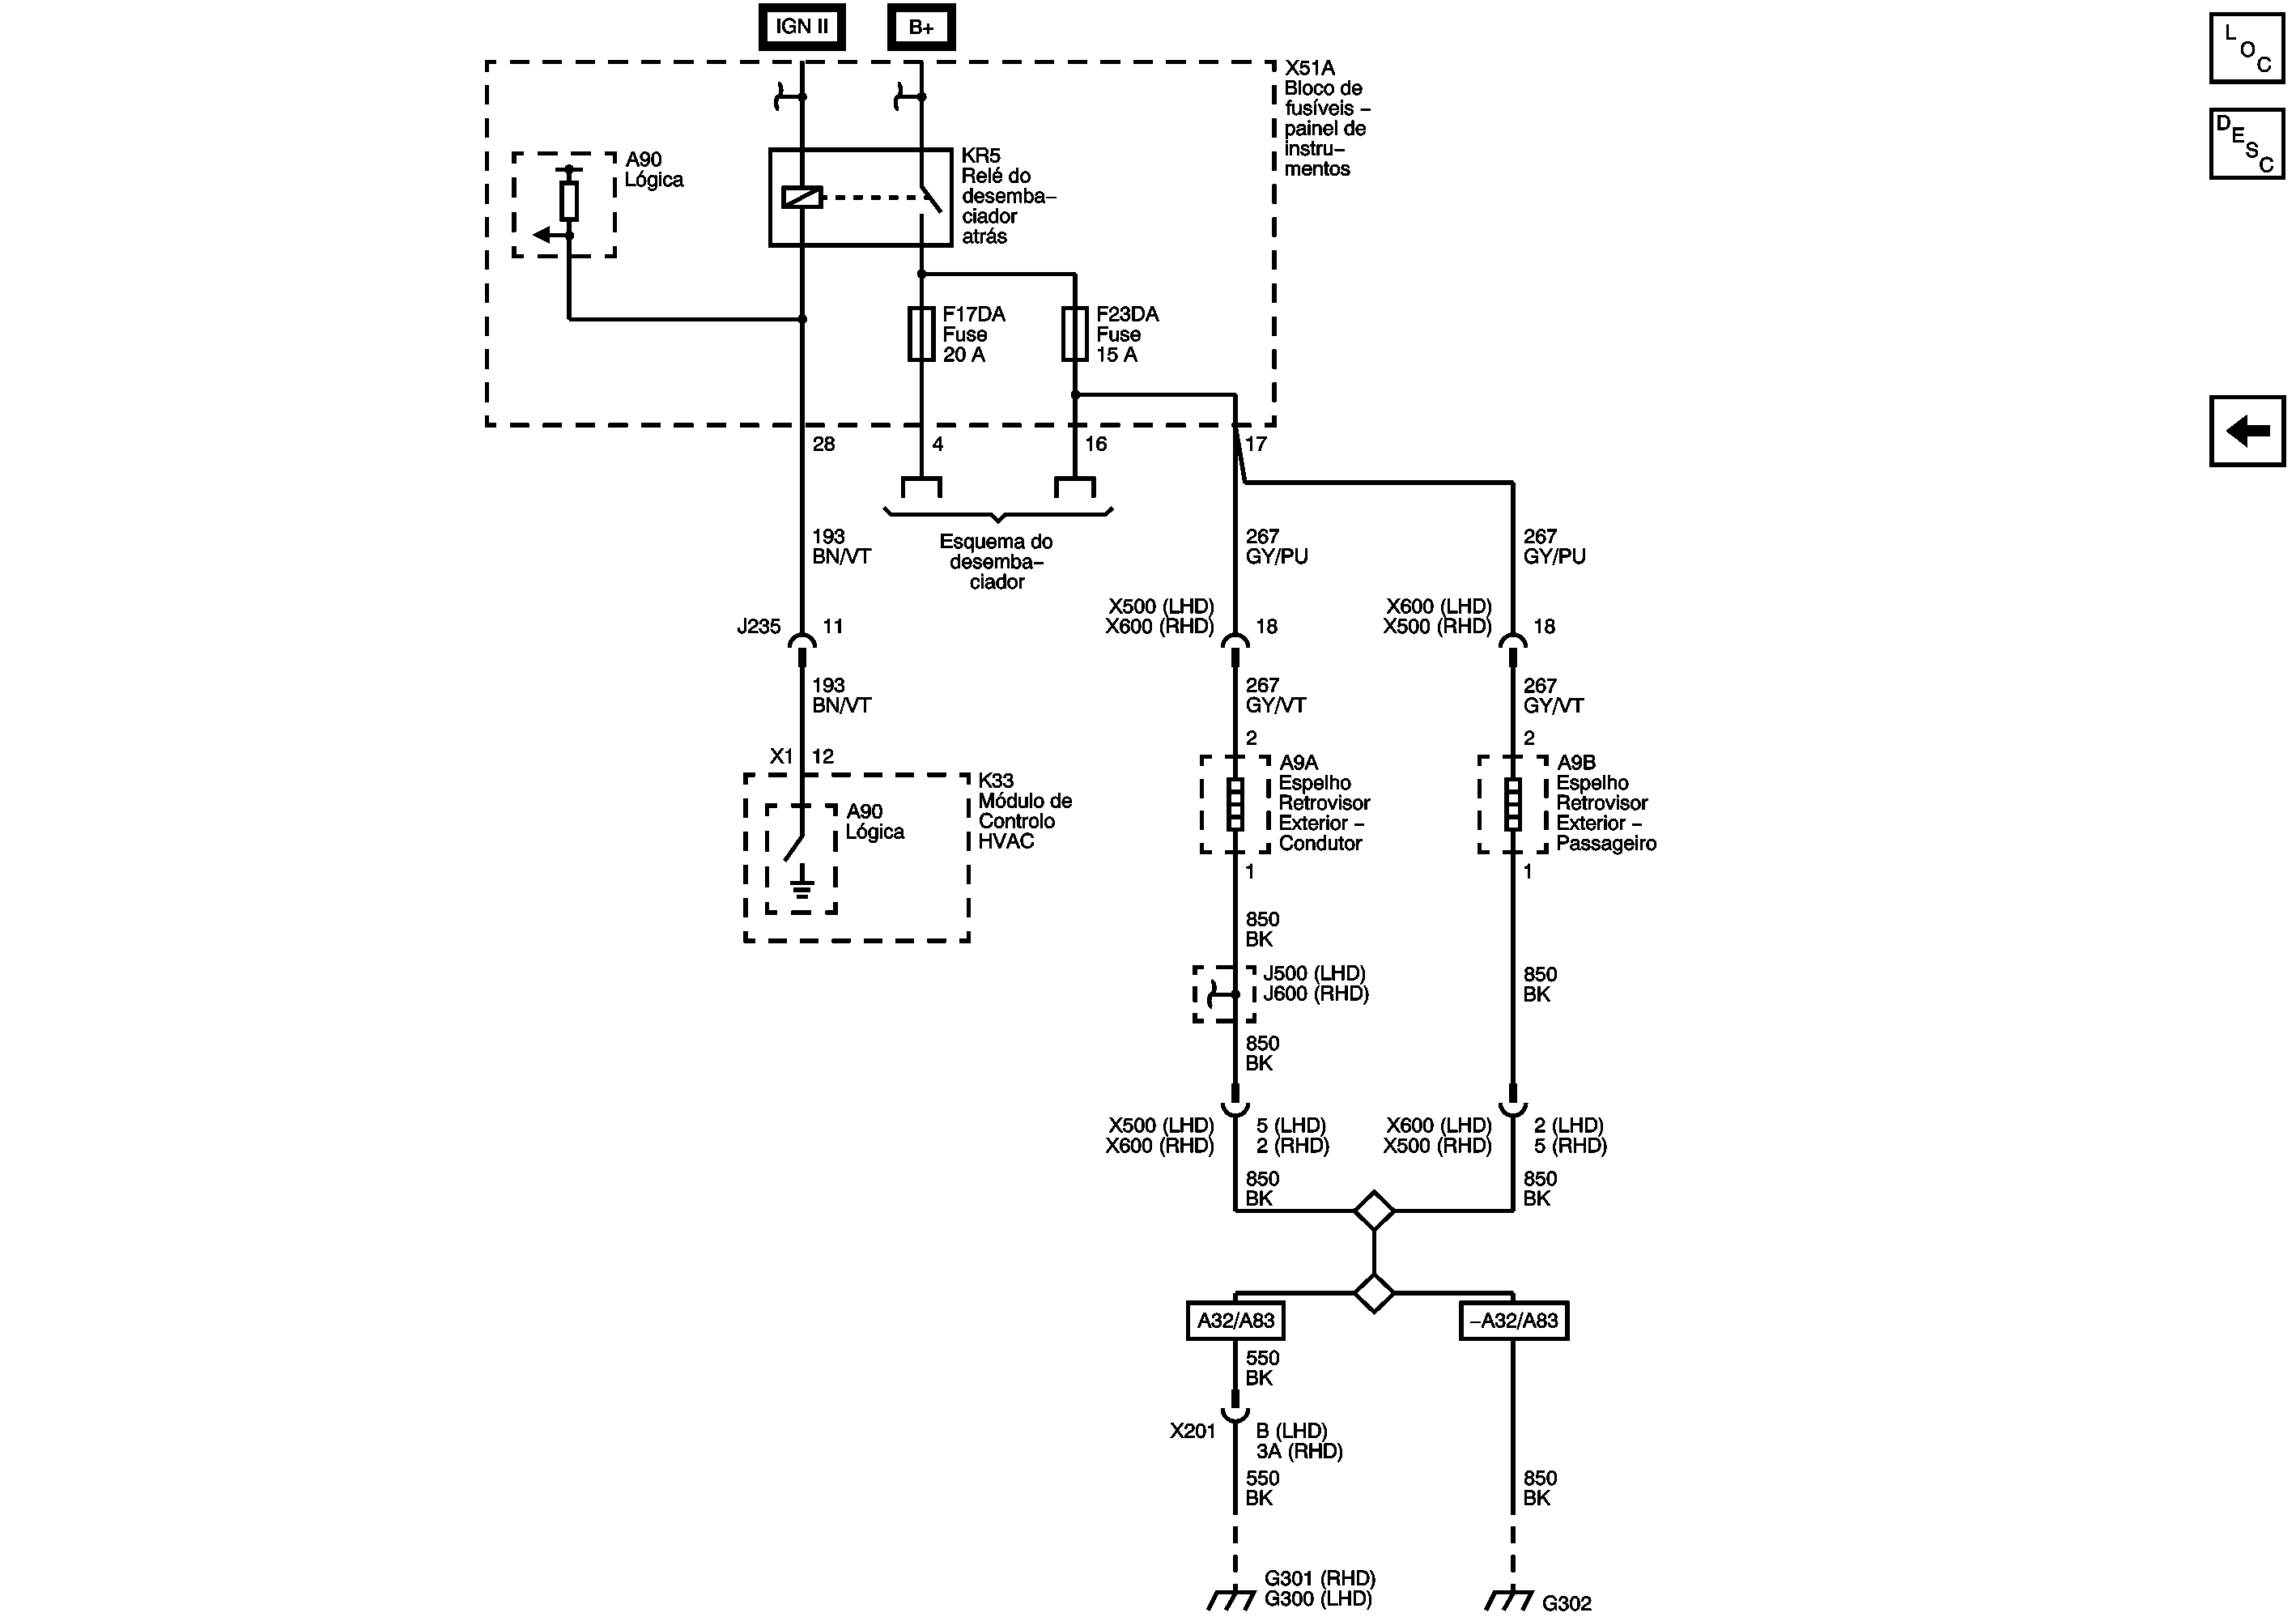 IGN II
B+
L
O
C
X51A
Bloco de
fusíveis –
painel de
instru–
mentos
D
E
S
C
A90
Lógica
KR5
Relé do
desemba–
ciador
atrás
F17DA
Fuse
20 A
F23DA
Fuse
15 A
28
4
16
17
193
BN/VT
Esquema do
desemba–
ciador
267
GY/PU
267
GY/PU
J235
11
X500 (LHD)
X600 (RHD)
18
X600 (LHD)
X500 (RHD)
18
193
BN/VT
267
GY/VT
267
GY/VT
X1
12
2
2
K33
Módulo de
Controlo
HVAC
A90
Lógica
A9A
Espelho
Retrovisor
Exterior –
Condutor
A9B
Espelho
Retrovisor
Exterior –
Passageiro
1
1
850
BK
J500 (LHD)
J600 (RHD)
850
BK
850
BK
X500 (LHD)
X600 (RHD)
5 (LHD)
2 (RHD)
X600 (LHD)
X500 (RHD)
2 (LHD)
5 (RHD)
850
BK
850
BK
A32/A83
–A32/A83
550
BK
X201
B (LHD)
3A (RHD)
550
BK
850
BK
G301 (RHD)
G300 (LHD)
G302